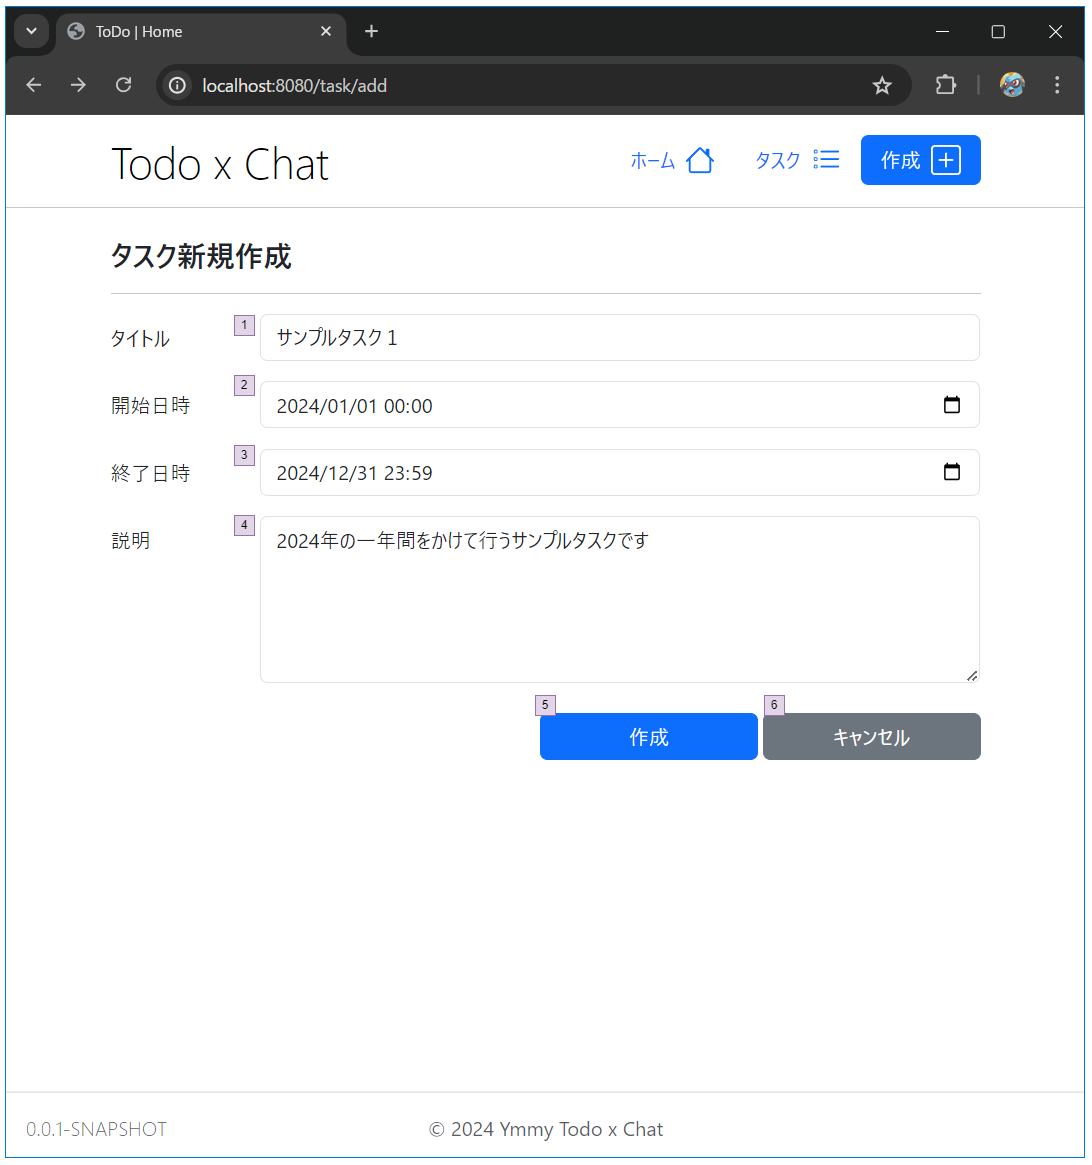 ToDo | Home
localhost:8080/task/add
Todo x Chat
ホーム
タスク
作成
タスク新規作成
タイトル
1
サンプルタスク1
開始日時
2
2024/01/01 00:00
終了日時
3
2024/12/31 23:59
説明
4
2024年の一年間をかけて行うサンプルタスクです
5
作成
6
キャンセル
0.0.1-SNAPSHOT
© 2024 Ymmy Todo x Chat